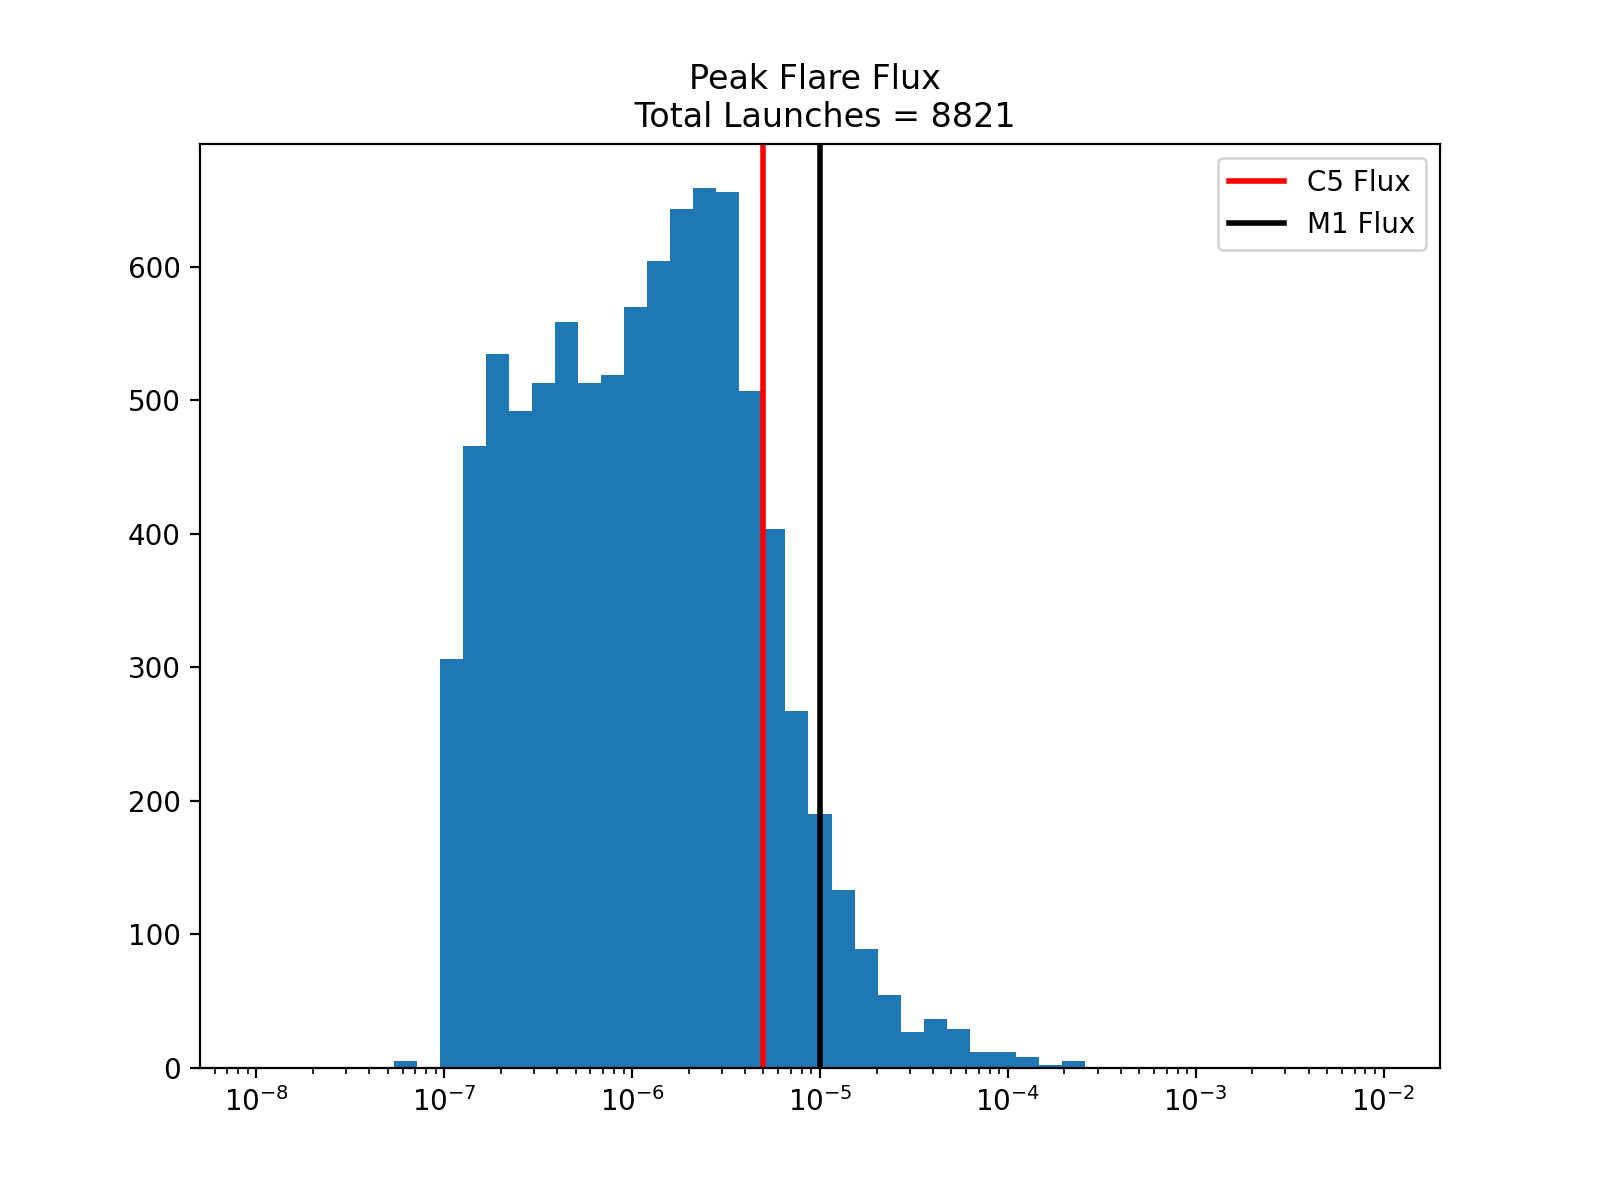 Peak Flare Flux
Total Launches = 8821
C5 Flux
M1 Flux
600
500
400
300
200
100
0
10⁻⁸ 10⁻⁷ 10⁻⁶ 10⁻⁵ 10⁻⁴ 10⁻³ 10⁻²